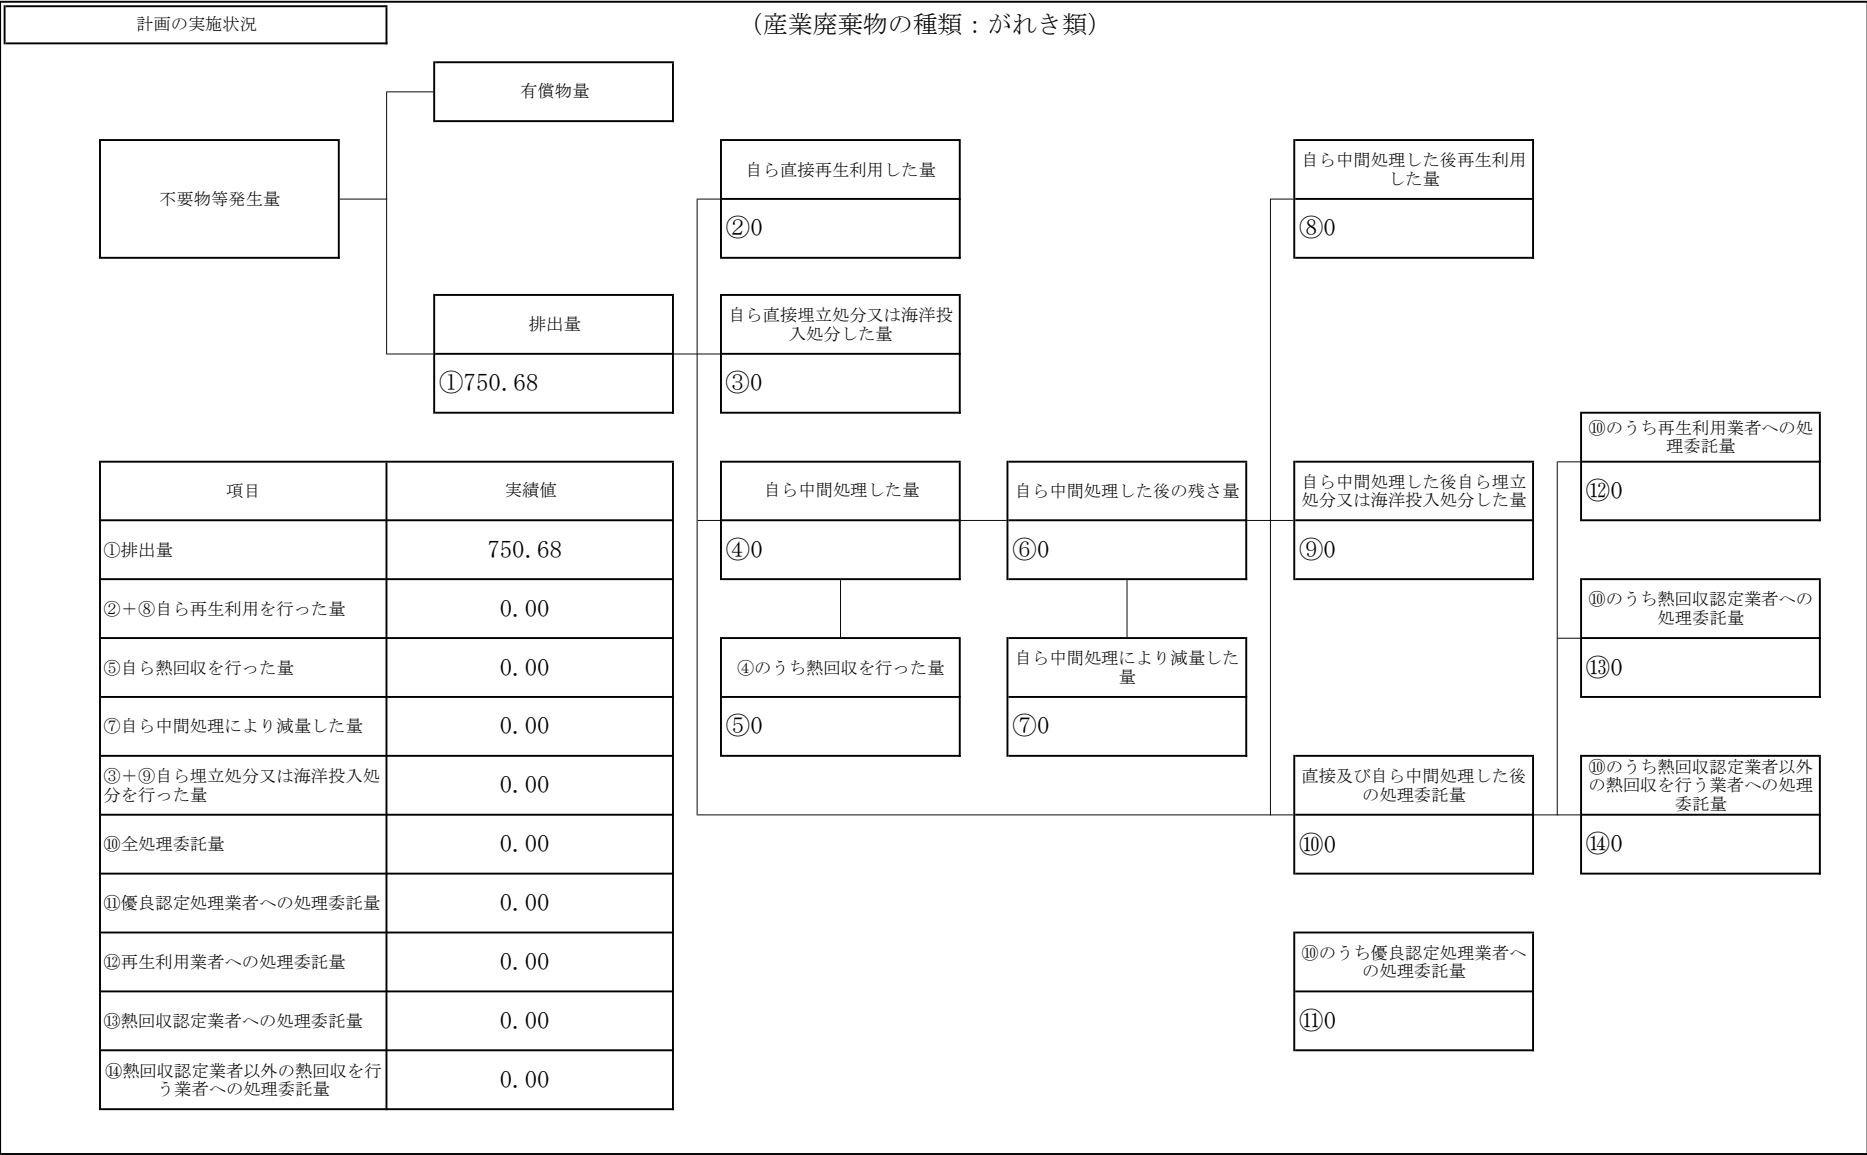 計画の実施状況
（産業廃棄物の種類：がれき類）
有償物量
不要物等発生量
自ら直接再生利用した量
②0
自ら中間処理した後再生利用
した量
⑧0
排出量
①750.68
自ら直接埋立処分又は海洋投
入処分した量
③0
⑩のうち再生利用業者への処
理委託量
⑫0
自ら中間処理した量
④0
自ら中間処理した後の残さ量
⑥0
自ら中間処理した後自ら埋立
処分又は海洋投入処分した量
⑨0
⑩のうち熱回収認定業者への
処理委託量
⑬0
④のうち熱回収を行った量
⑤0
自ら中間処理により減量した
量
⑦0
直接及び自ら中間処理した後
の処理委託量
⑩0
⑩のうち熱回収認定業者以外
の熱回収を行う業者への処理
委託量
⑭0
⑩のうち優良認定処理業者へ
の処理委託量
⑪0
項目 実績値
①排出量 750.68
②＋⑧自ら再生利用を行った量 0.00
⑤自ら熱回収を行った量 0.00
⑦自ら中間処理により減量した量 0.00
③＋⑨自ら埋立処分又は海洋投入処
分を行った量 0.00
⑩全処理委託量 0.00
⑪優良認定処理業者への処理委託量 0.00
⑫再生利用業者への処理委託量 0.00
⑬熱回収認定業者への処理委託量 0.00
⑭熱回収認定業者以外の熱回収を行
う業者への処理委託量 0.00